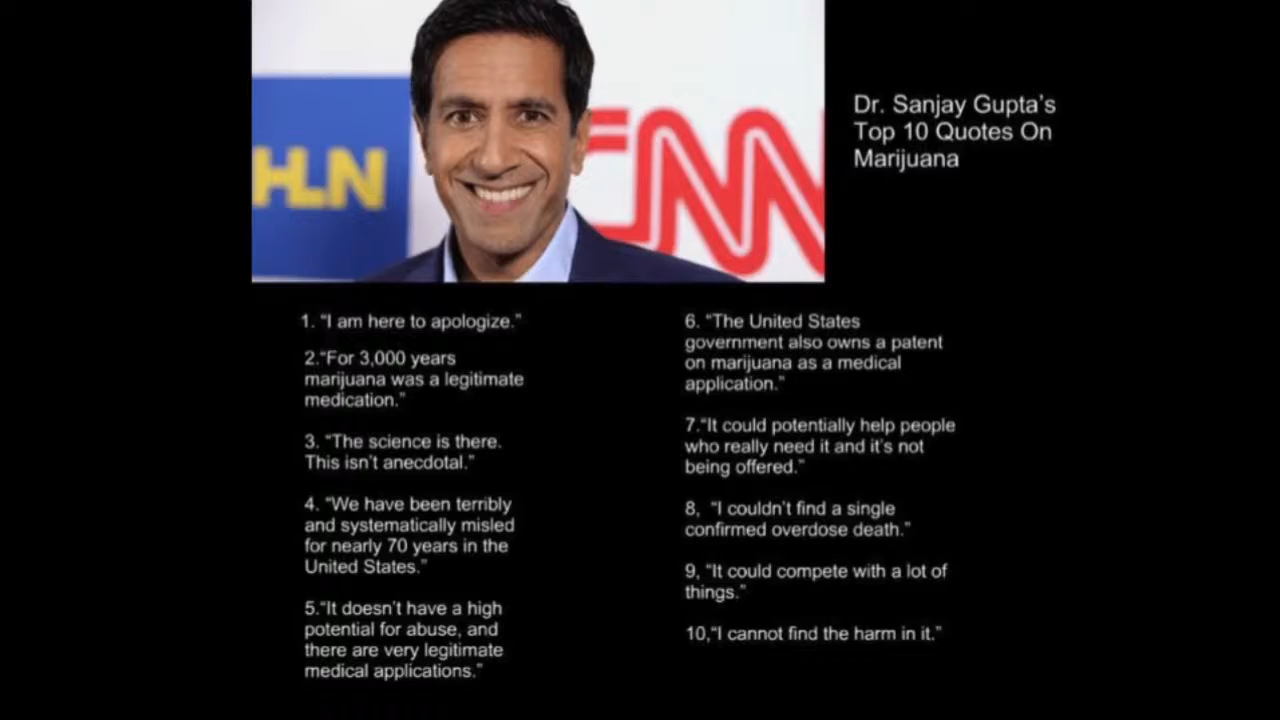 HLN
CNN
Dr. Sanjay Gupta's
Top 10 Quotes On
Marijuana
1. “I am here to apologize.”
2.“For 3,000 years
marijuana was a legitimate
medication.”
3. “The science is there.
This isn’t anecdotal.”
4. “We have been terribly
and systematically misled
for nearly 70 years in the
United States.”
5.“It doesn’t have a high
potential for abuse, and
there are very legitimate
medical applications.”
6. “The United States
government also owns a patent
on marijuana as a medical
application.”
7.“It could potentially help people
who really need it and it’s not
being offered.”
8,  “I couldn’t find a single
confirmed overdose death.”
9, “It could compete with a lot of
things.”
10,“I cannot find the harm in it.”